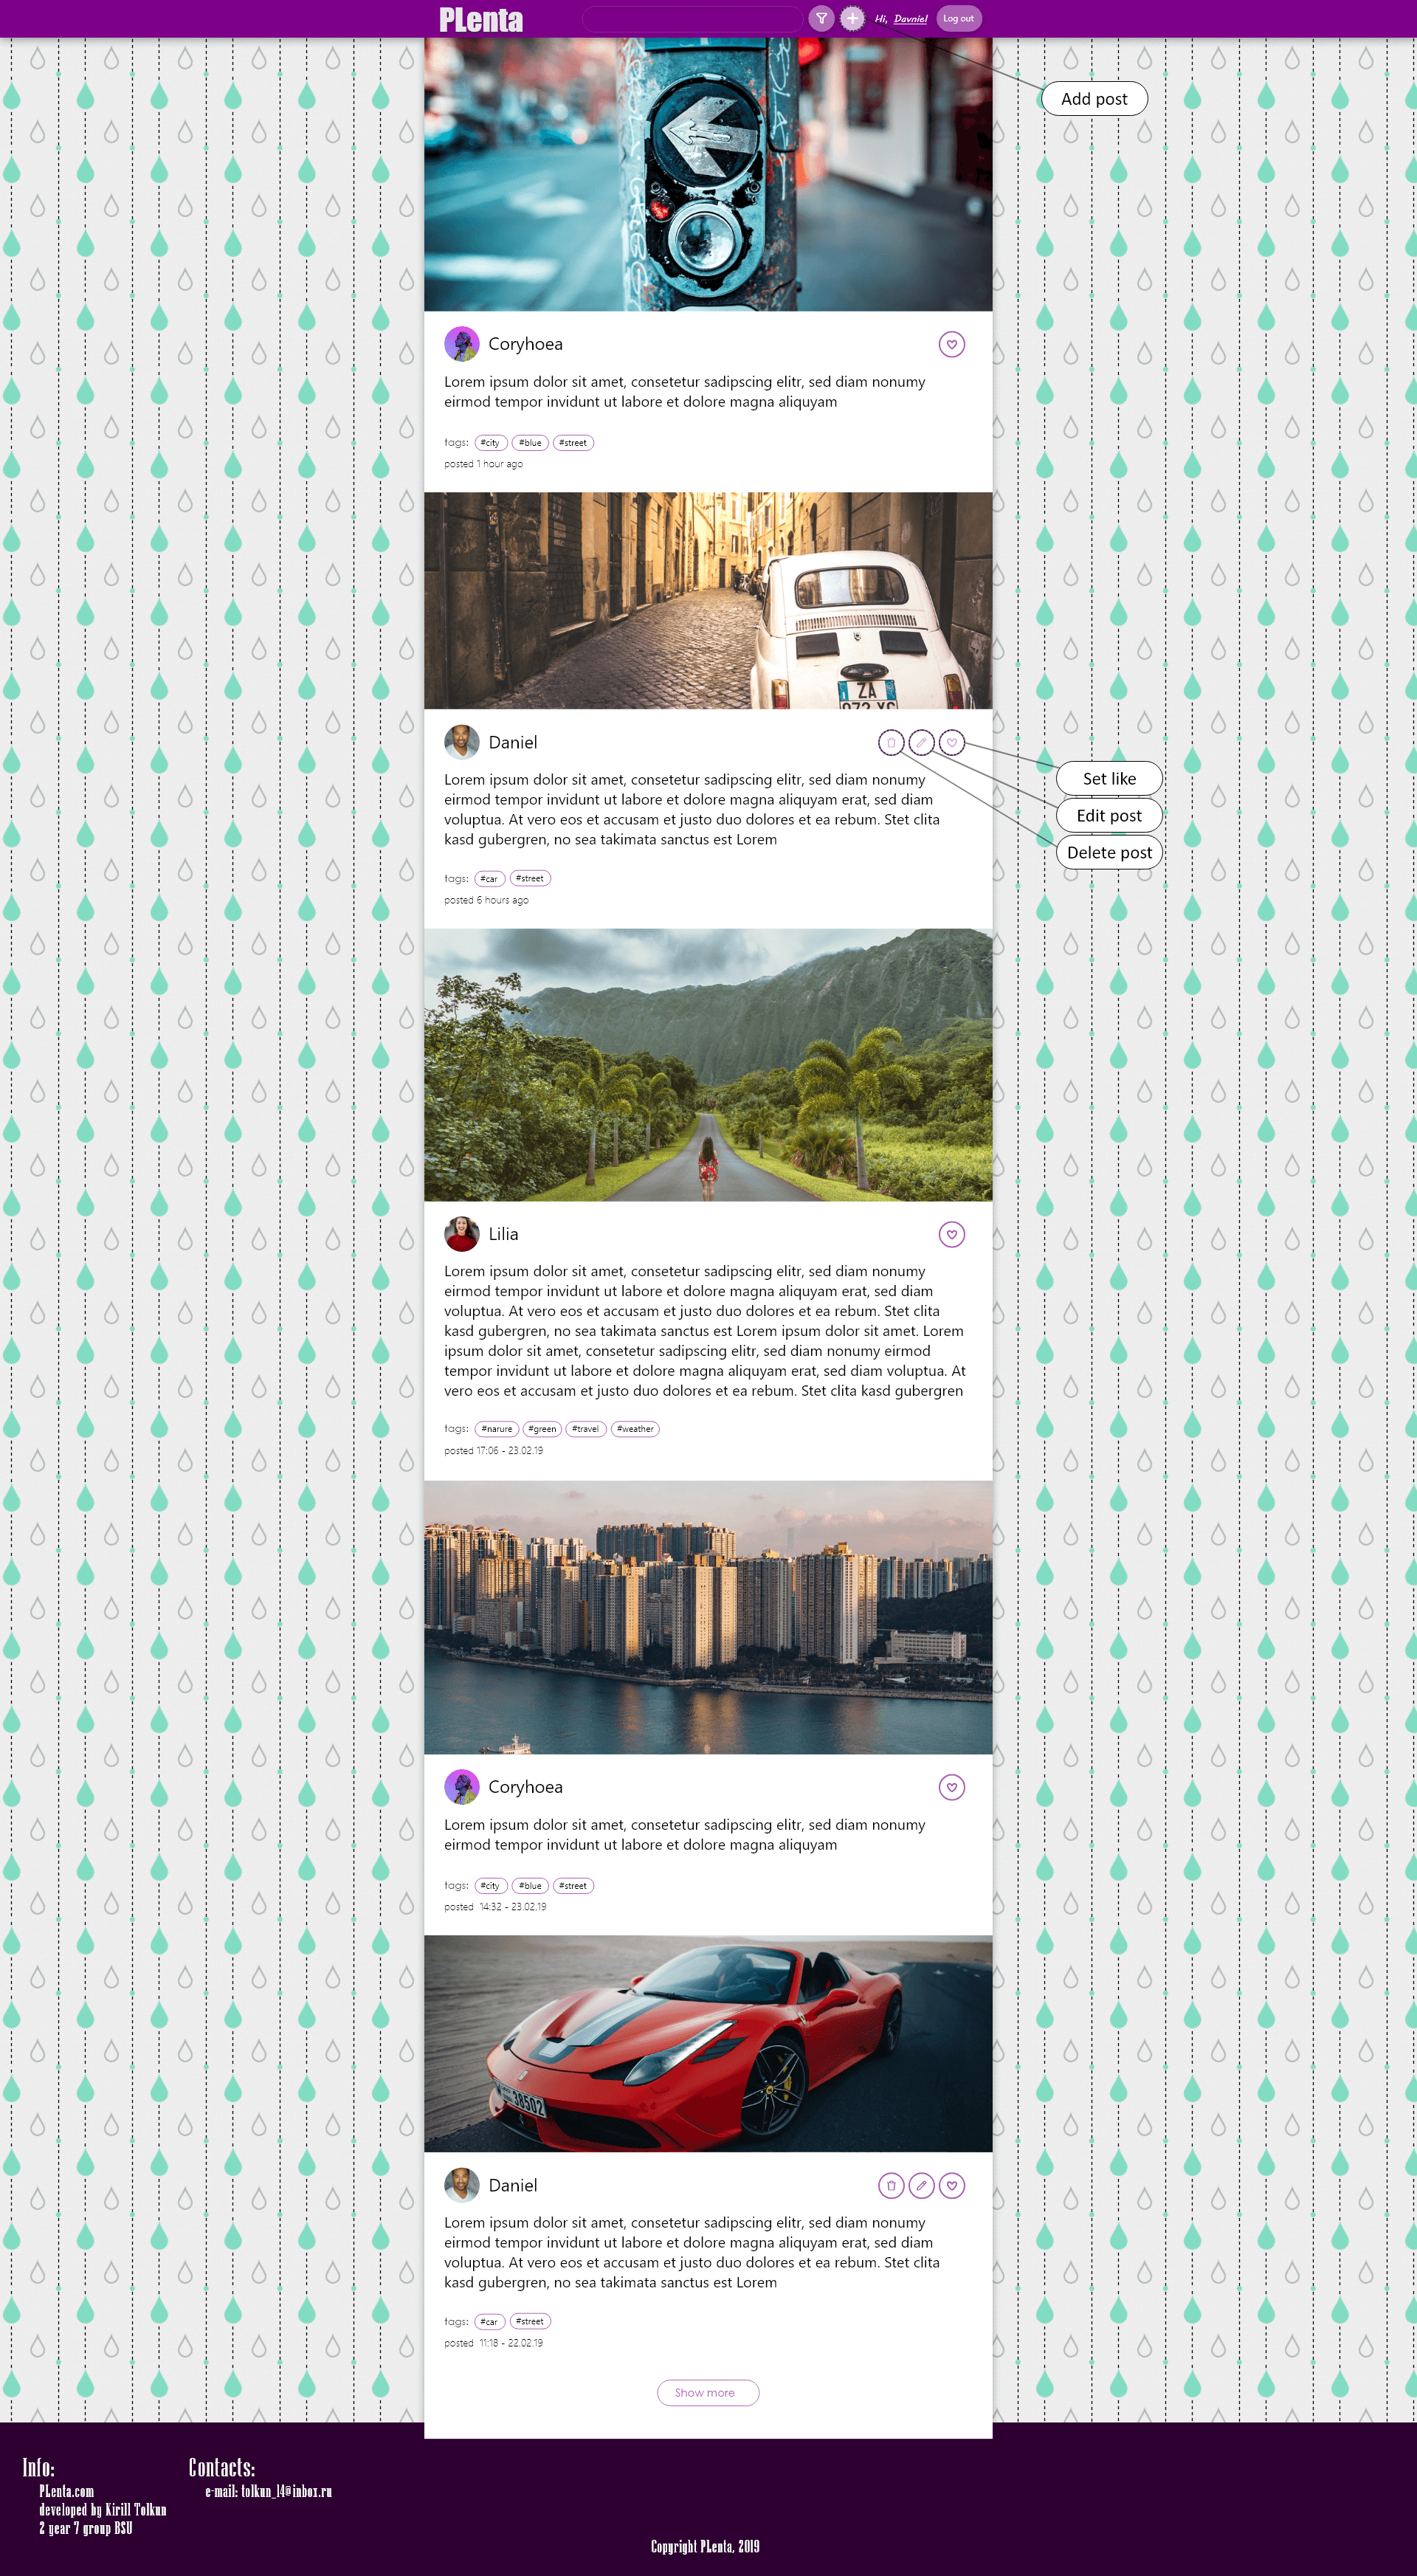 PLenta
Hi, Davniel
Log out
Add post
Coryhoea
Lorem ipsum dolor sit amet, consetetur sadipscing elitr, sed diam nonumy
eirmod tempor invidunt ut labore et dolore magna aliquyam
tags: #city #blue #street
posted 1 hour ago
ZA
Daniel
Set like
Edit post
Delete post
Lorem ipsum dolor sit amet, consetetur sadipscing elitr, sed diam nonumy
eirmod tempor invidunt ut labore et dolore magna aliquyam erat, sed diam
voluptua. At vero eos et accusam et justo duo dolores et ea rebum. Stet clita
kasd gubergren, no sea takimata sanctus est Lorem
tags: #car #street
posted 6 hours ago
Lilia
Lorem ipsum dolor sit amet, consetetur sadipscing elitr, sed diam nonumy
eirmod tempor invidunt ut labore et dolore magna aliquyam erat, sed diam
voluptua. At vero eos et accusam et justo duo dolores et ea rebum. Stet clita
kasd gubergren, no sea takimata sanctus est Lorem ipsum dolor sit amet. Lorem
ipsum dolor sit amet, consetetur sadipscing elitr, sed diam nonumy eirmod
tempor invidunt ut labore et dolore magna aliquyam erat, sed diam voluptua. At
vero eos et accusam et justo duo dolores et ea rebum. Stet clita kasd gubergren
tags: #narure #green #travel #weather
posted 17:06 - 23.02.19
Coryhoea
Lorem ipsum dolor sit amet, consetetur sadipscing elitr, sed diam nonumy
eirmod tempor invidunt ut labore et dolore magna aliquyam
tags: #city #blue #street
posted 14:32 - 23.02.19
38502
Daniel
Lorem ipsum dolor sit amet, consetetur sadipscing elitr, sed diam nonumy
eirmod tempor invidunt ut labore et dolore magna aliquyam erat, sed diam
voluptua. At vero eos et accusam et justo duo dolores et ea rebum. Stet clita
kasd gubergren, no sea takimata sanctus est Lorem
tags: #car #street
posted 11:18 - 22.02.19
Show more
Info:
PLenta.com
developed by Kirill Tolkun
2 year 7 group BSU
Contacts:
e-mail: tolkun_14@inbox.ru
Copyright PLenta, 2019